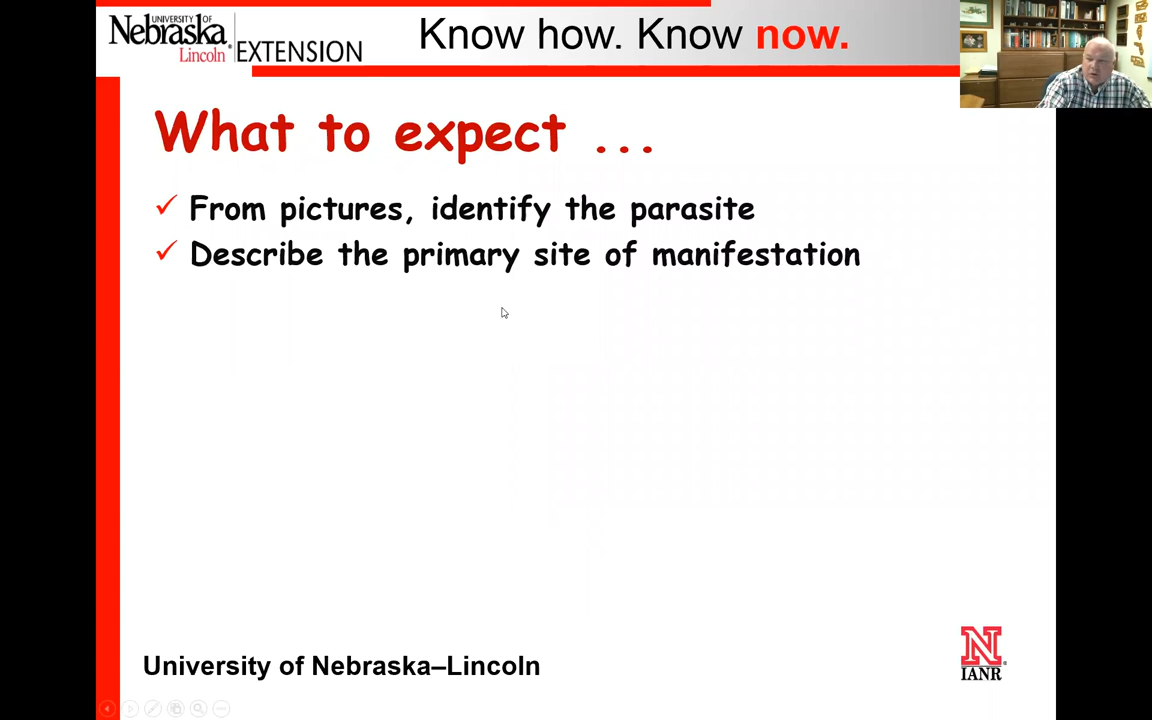 UNIVERSITY OF
Nebraska
Lincoln
EXTENSION
Know how. Know now.
What to expect ...
✓ From pictures, identify the parasite
✓ Describe the primary site of manifestation
University of Nebraska–Lincoln
N
IANR